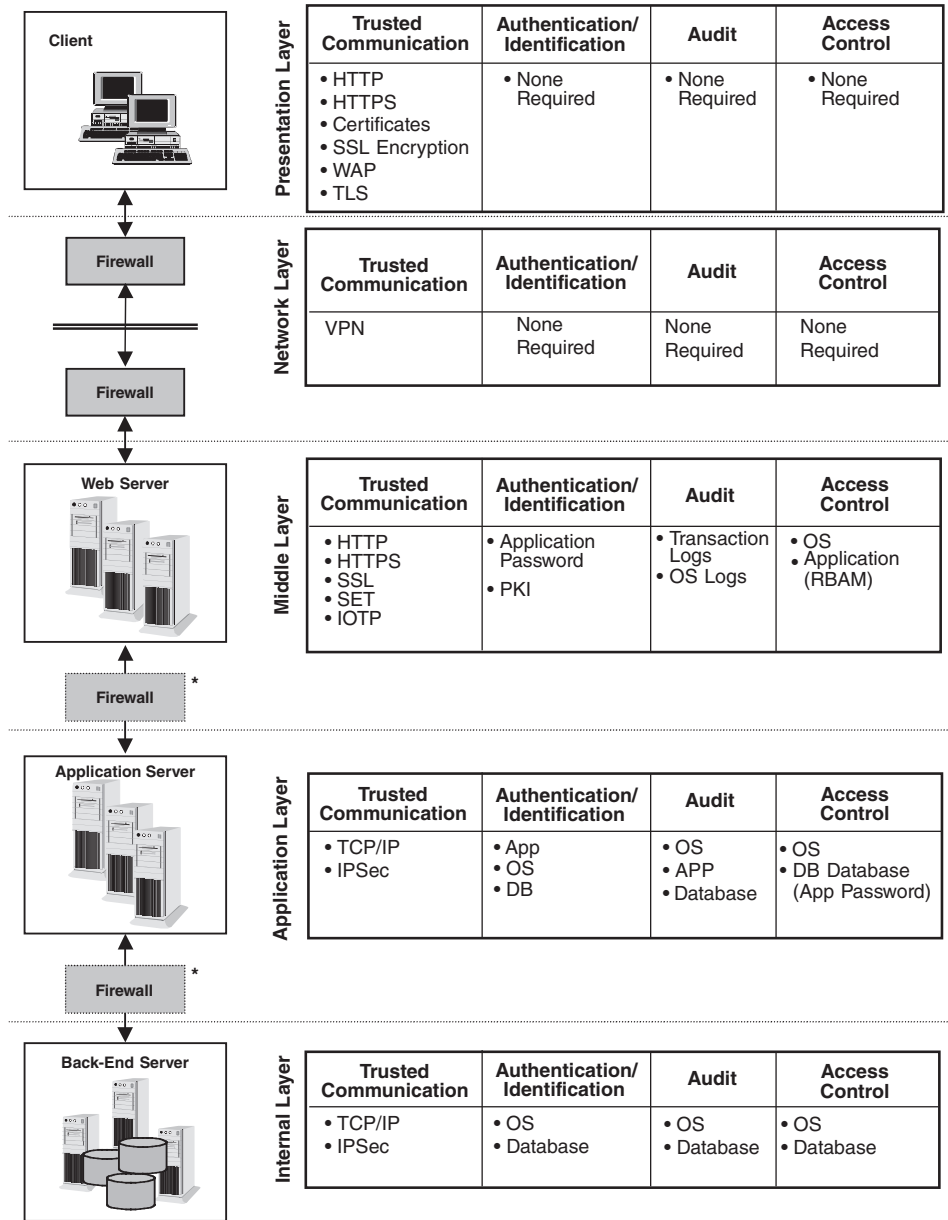 Client
Presentation Layer
Trusted
Communication
Authentication/
Identification
Audit
Access
Control
• HTTP
• HTTPS
• Certificates
• SSL Encryption
• WAP
• TLS
• None
Required
• None
Required
• None
Required
Firewall
Firewall
Network Layer
Trusted
Communication
Authentication/
Identification
Audit
Access
Control
VPN
None
Required
None
Required
None
Required
Web Server
Middle Layer
Trusted
Communication
Authentication/
Identification
Audit
Access
Control
• HTTP
• HTTPS
• SSL
• SET
• IOTP
• Application
Password
• PKI
• Transaction
Logs
• OS Logs
• OS
• Application
(RBAM)
Firewall *
Application Server
Application Layer
Trusted
Communication
Authentication/
Identification
Audit
Access
Control
• TCP/IP
• IPSec
• App
• OS
• DB
• OS
• APP
• Database
• OS
• DB Database
(App Password)
Firewall *
Back-End Server
Internal Layer
Trusted
Communication
Authentication/
Identification
Audit
Access
Control
• TCP/IP
• IPSec
• OS
• Database
• OS
• Database
• OS
• Database